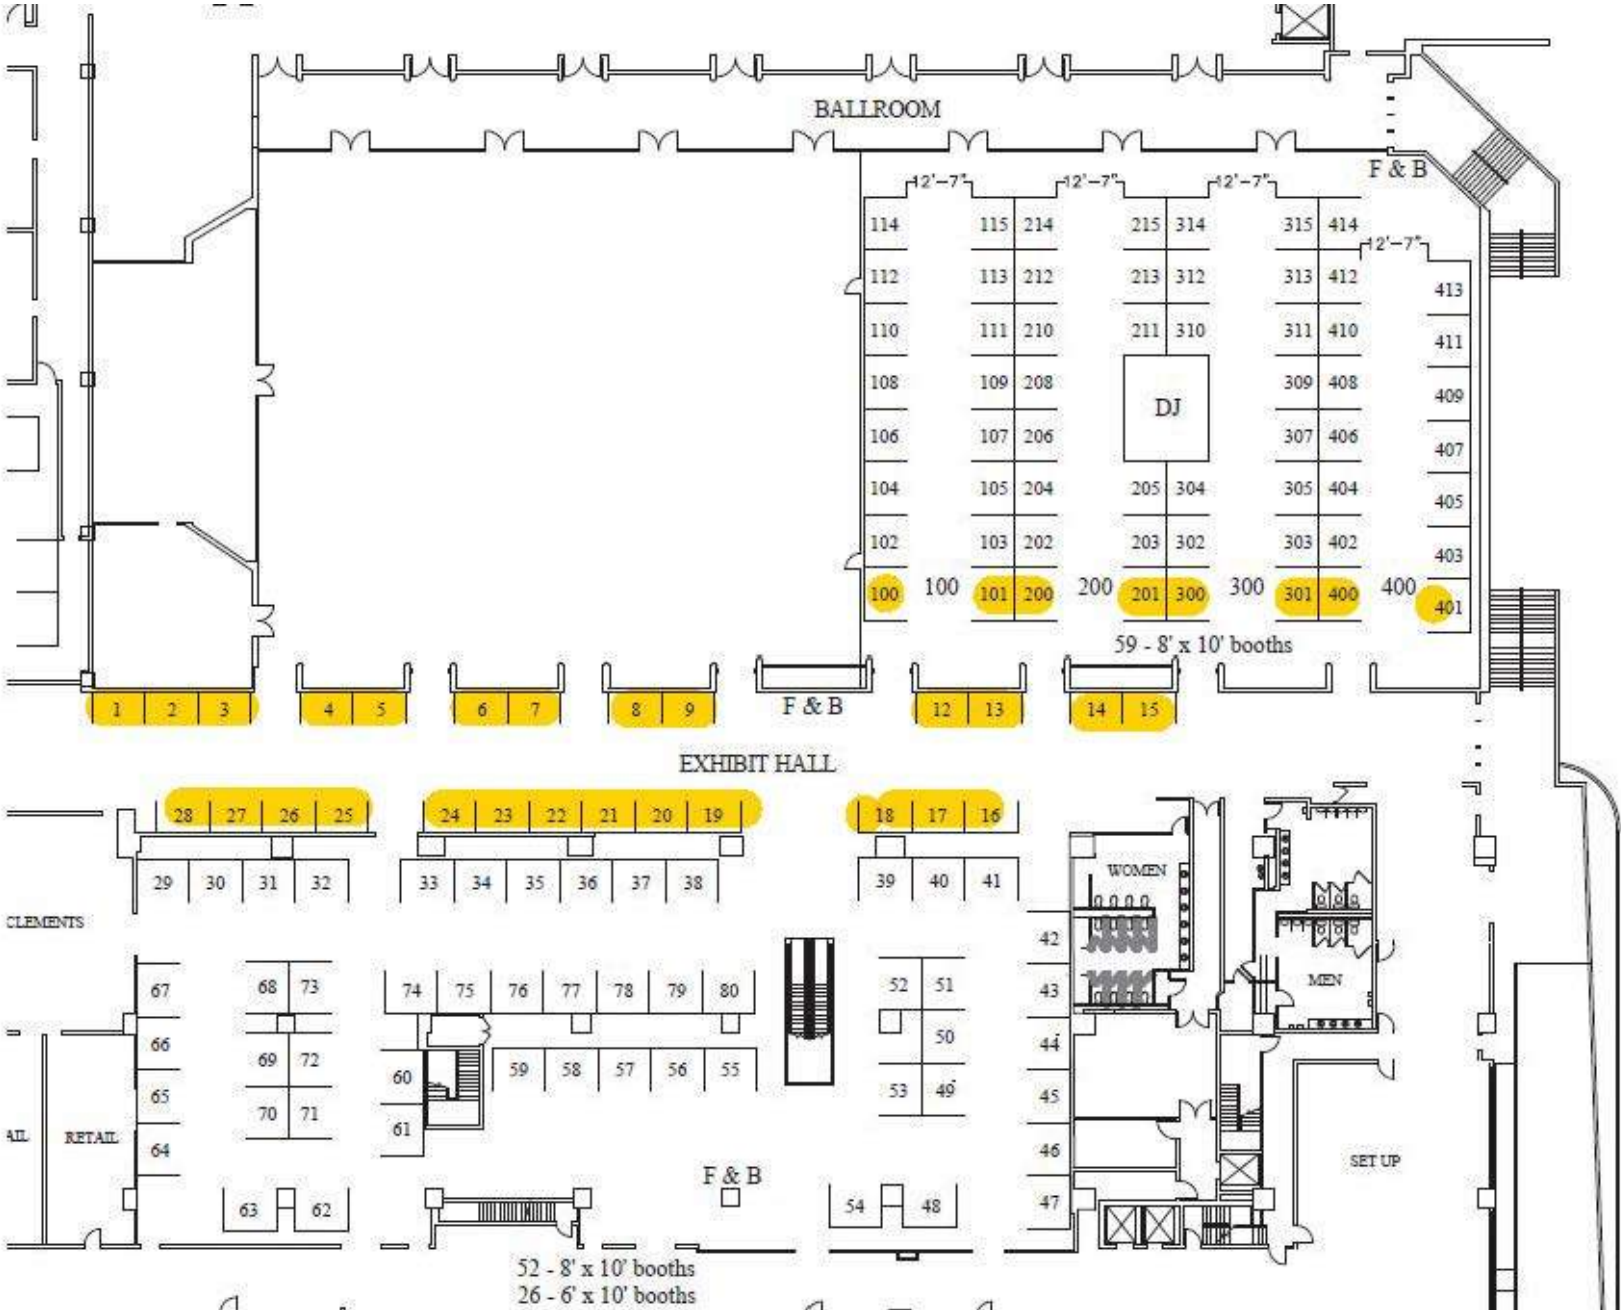 BALLROOM
F & B
12'-7" 12'-7" 12'-7"
114 115 214 215 314 315 414
12'-7"
112 113 212 213 312 313 412 413
110 111 210 211 310 311 410 411
108 109 208 DJ 309 408 409
106 107 206 307 406 407
104 105 204 205 304 305 404 405
102 103 202 203 302 303 402 403
100 100 101 200 200 201 300 300 301 400 400 401
59 - 8' x 10' booths
1 2 3 4 5 6 7 8 9 F & B 12 13 14 15
EXHIBIT HALL
28 27 26 25 24 23 22 21 20 19 18 17 16
29 30 31 32 33 34 35 36 37 38 39 40 41 WOMEN
CLEMENTS 42
67 68 73 74 75 76 77 78 79 80 52 51 43 MEN
66 69 72 50 44
60 59 58 57 56 55 53 49 45
65 70 71
61
AIL RETAIL 64 46 SET UP
F & B
63 62 54 48 47
52 - 8' x 10' booths
26 - 6' x 10' booths